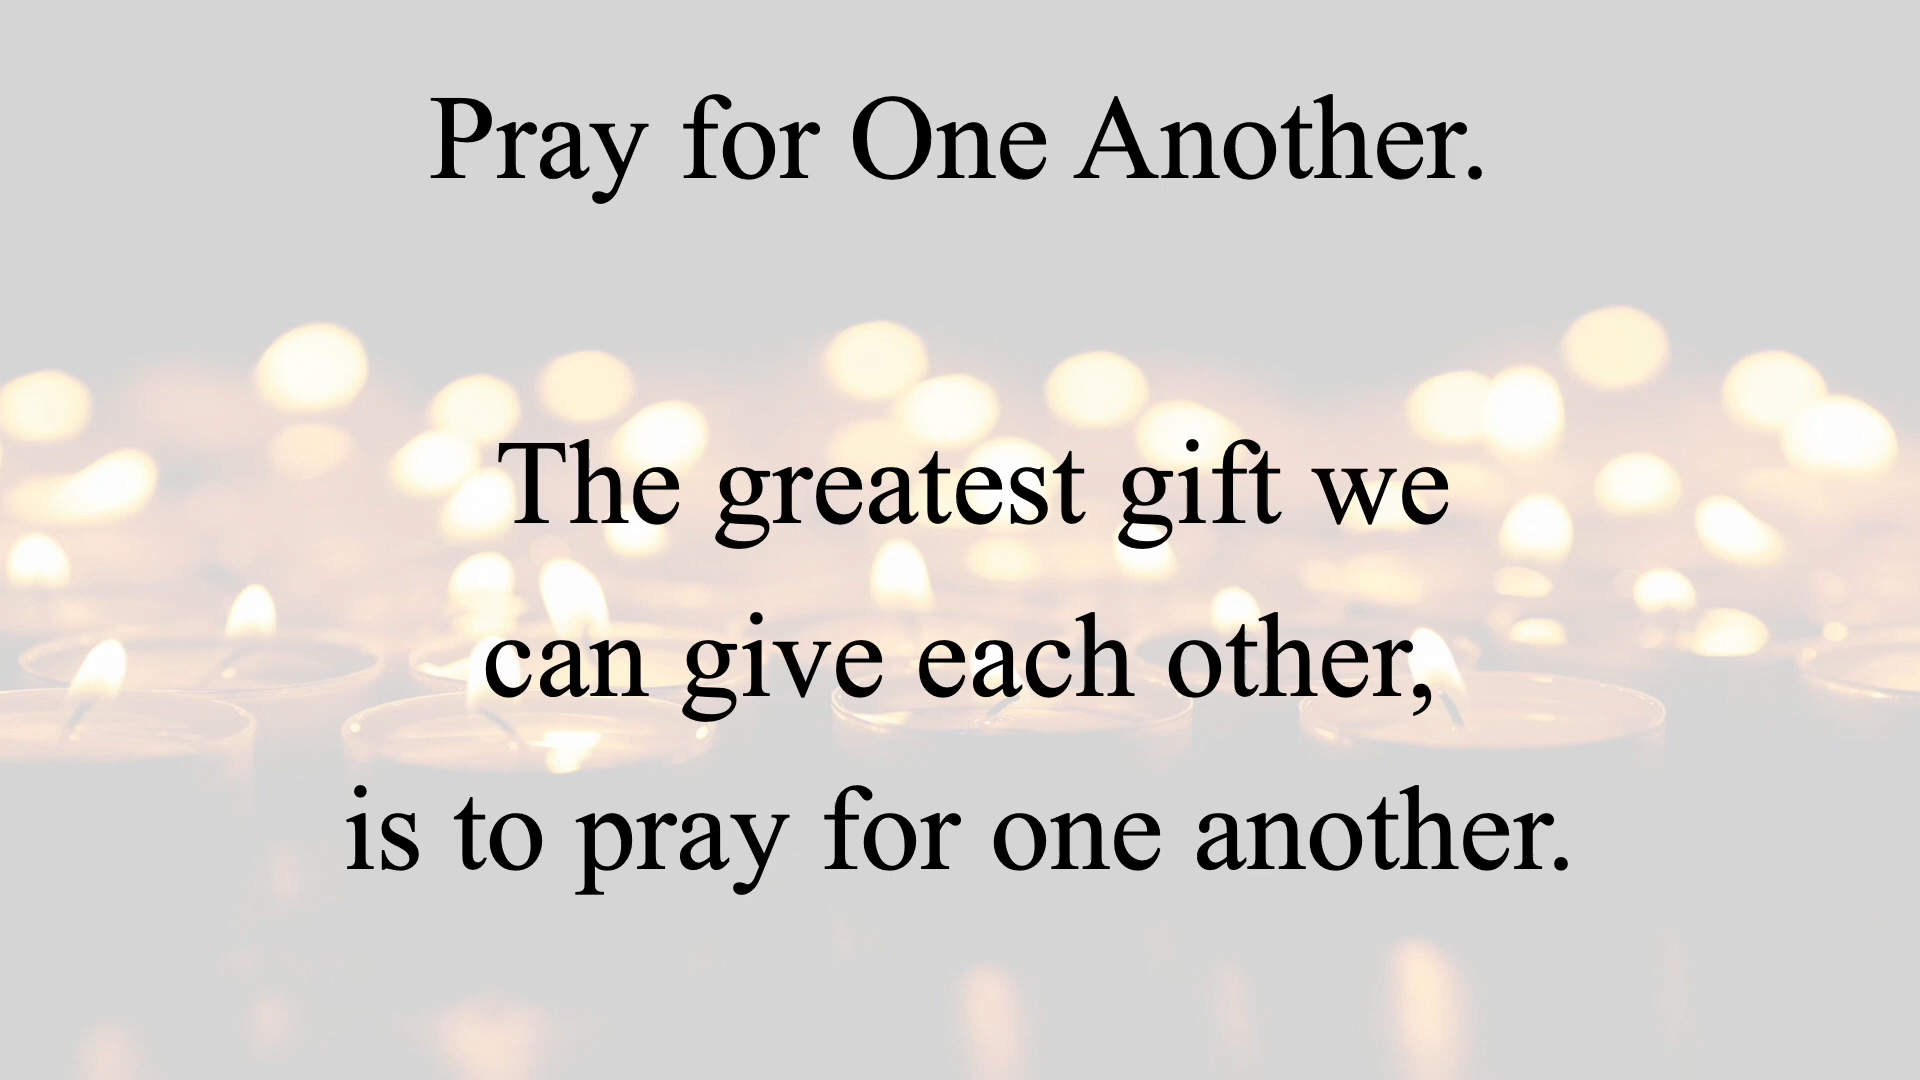 Pray for One Another.
The greatest gift we
can give each other,
is to pray for one another.